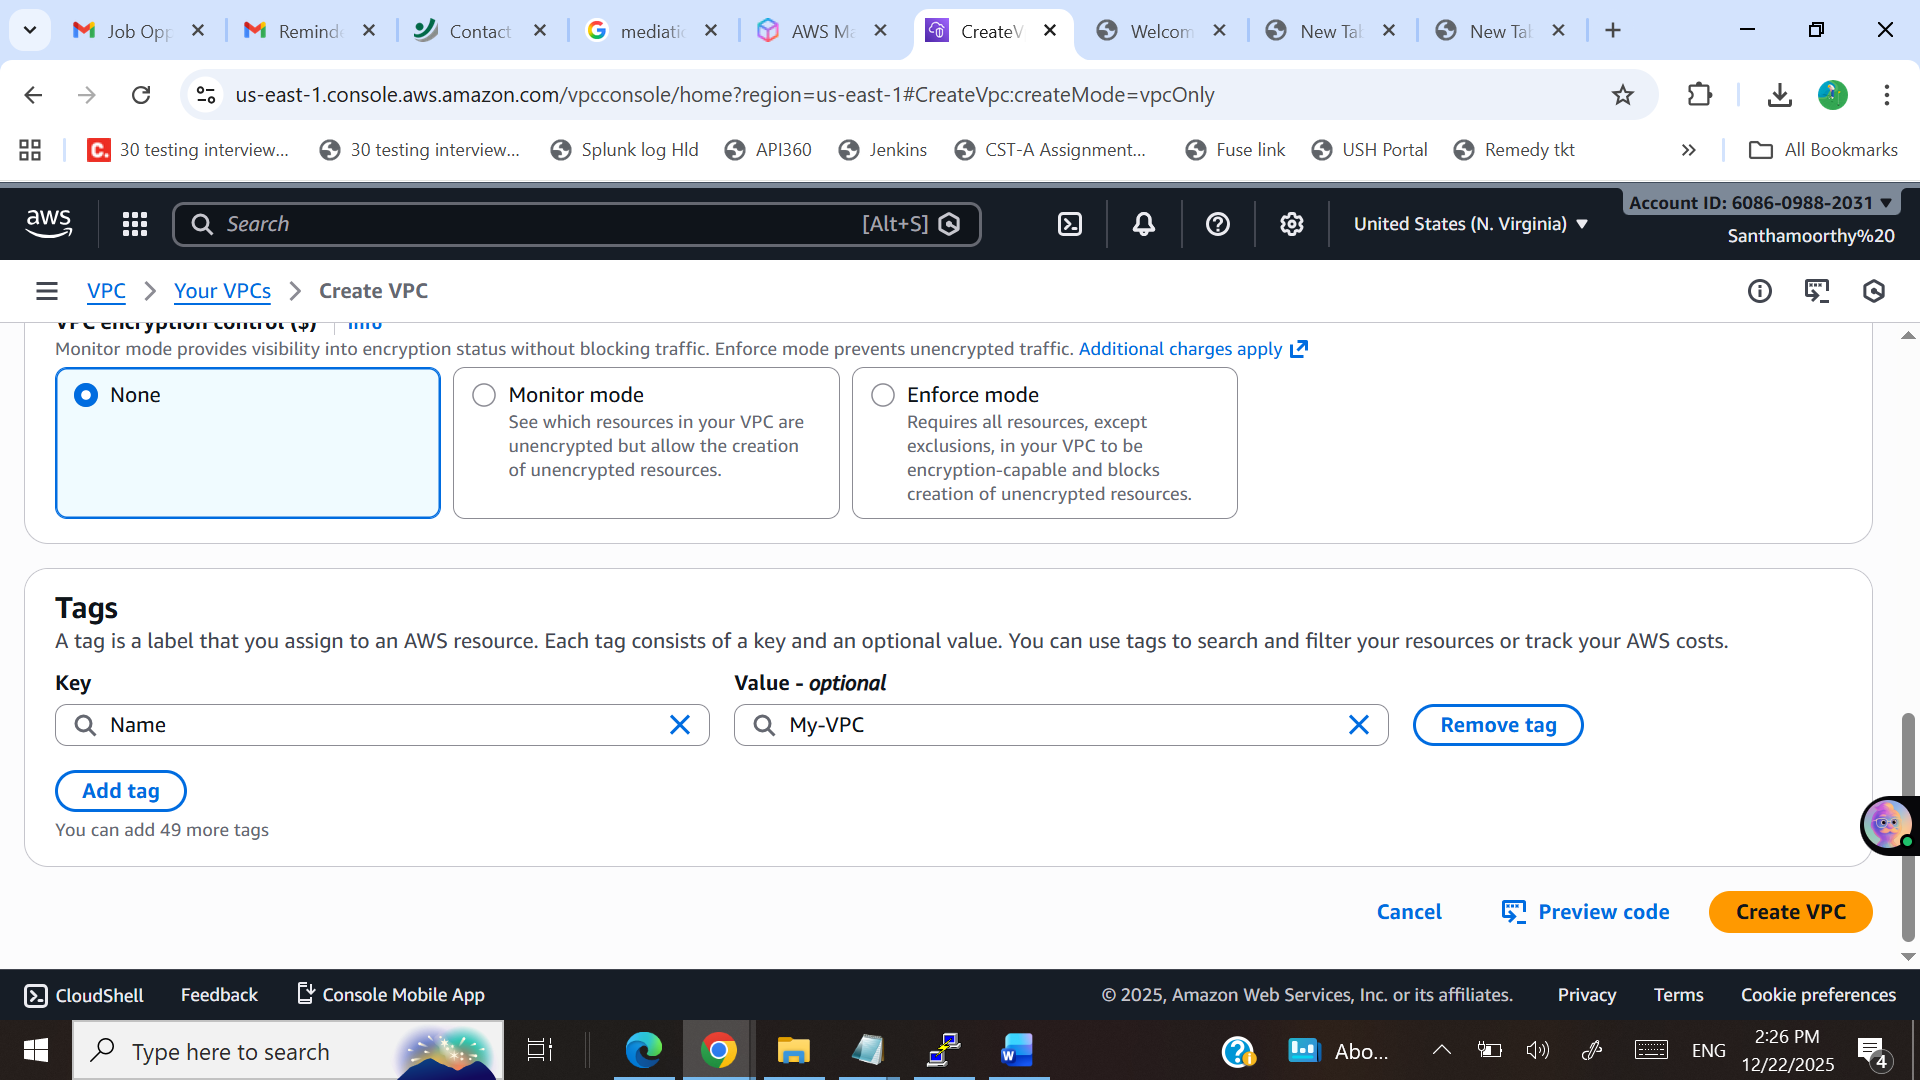 Job Opp
Reminde
Contact
mediatio
AWS Ma
CreateV
Welcom
New Tab
New Tab
us-east-1.console.aws.amazon.com/vpcconsole/home?region=us-east-1#CreateVpc:createMode=vpcOnly
30 testing interview...
30 testing interview...
Splunk log Hld
API360
Jenkins
CST-A Assignment...
Fuse link
USH Portal
Remedy tkt
All Bookmarks
aws
Search
[Alt+S]
United States (N. Virginia)
Account ID: 6086-0988-2031
Santhamoorthy%20
VPC
Your VPCs
Create VPC
VPC encryption control ($)
Info
Monitor mode provides visibility into encryption status without blocking traffic. Enforce mode prevents unencrypted traffic. Additional charges apply
None
Monitor mode
See which resources in your VPC are
unencrypted but allow the creation
of unencrypted resources.
Enforce mode
Requires all resources, except
exclusions, in your VPC to be
encryption-capable and blocks
creation of unencrypted resources.
Tags
A tag is a label that you assign to an AWS resource. Each tag consists of a key and an optional value. You can use tags to search and filter your resources or track your AWS costs.
Key
Value - optional
Name
My-VPC
Remove tag
Add tag
You can add 49 more tags
Cancel
Preview code
Create VPC
CloudShell
Feedback
Console Mobile App
© 2025, Amazon Web Services, Inc. or its affiliates.
Privacy
Terms
Cookie preferences
Type here to search
Abo...
ENG
2:26 PM
12/22/2025
4